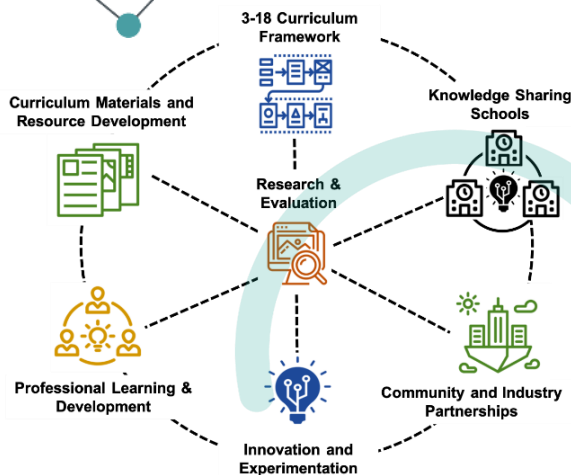 3-18 Curriculum
Framework
Curriculum Materials and
Resource Development
Knowledge Sharing
Schools
Research &
Evaluation
Professional Learning &
Development
Community and Industry
Partnerships
Innovation and
Experimentation